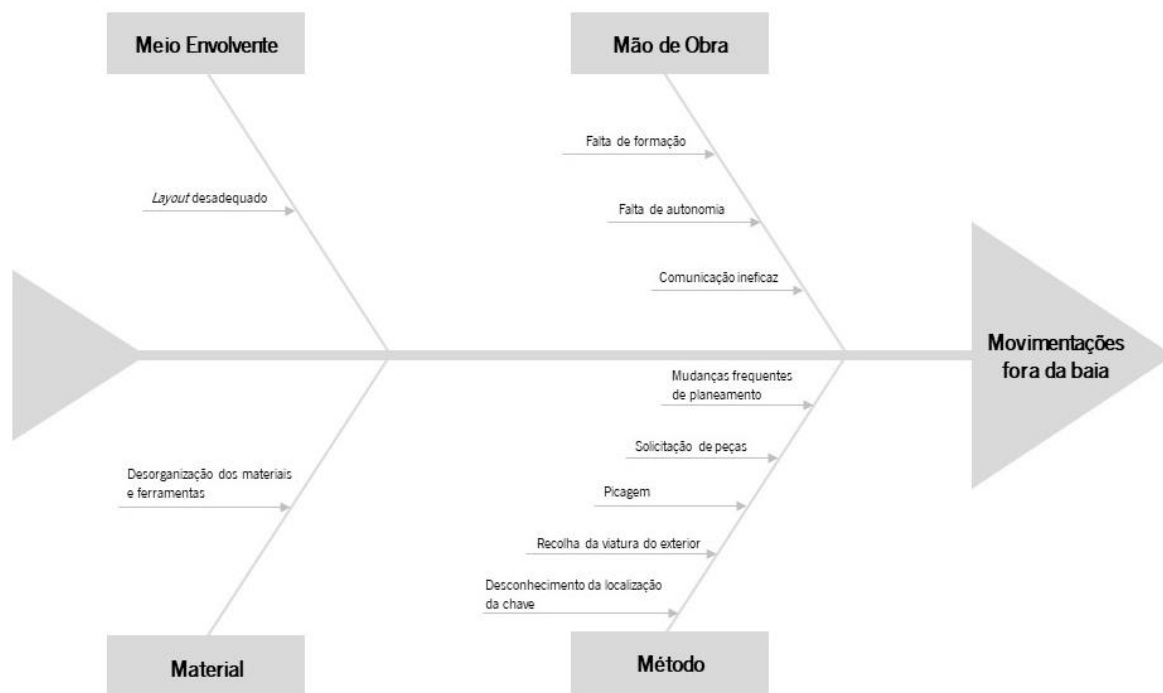 Meio Envolvente
Mão de Obra
Falta de formação
Layout desadequado
Falta de autonomia
Comunicação ineficaz
Movimentações
fora da baia
Mudanças frequentes
de planeamento
Solicitação de peças
Desorganização dos materiais
e ferramentas
Picagem
Recolha da viatura do exterior
Desconhecimento da localização
da chave
Material
Método